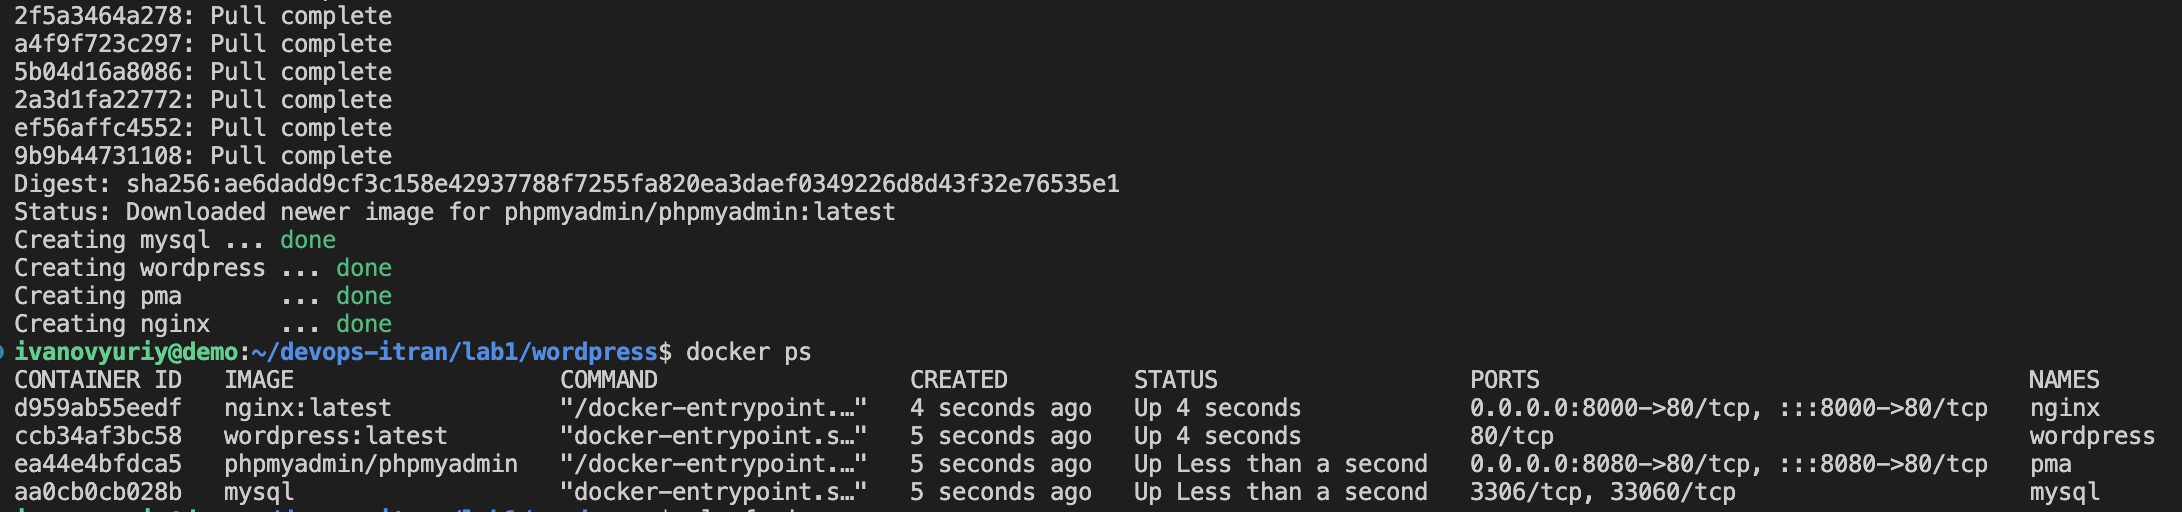 2f5a3464a278: Pull complete
a4f9f723c297: Pull complete
5b04d16a8086: Pull complete
2a3d1fa22772: Pull complete
ef56affc4552: Pull complete
9b9b44731108: Pull complete
Digest: sha256:ae6dadd9cf3c158e42937788f7255fa820ea3daef0349226d8d43f32e76535e1
Status: Downloaded newer image for phpmyadmin/phpmyadmin:latest
Creating mysql ... done
Creating wordpress ... done
Creating pma       ... done
Creating nginx     ... done
ivanovyuriy@demo:~/devops-itran/lab1/wordpress$ docker ps
CONTAINER ID   IMAGE                   COMMAND                  CREATED         STATUS                  PORTS                                   NAMES
d959ab55eedf   nginx:latest            "/docker-entrypoint.…"   4 seconds ago   Up 4 seconds            0.0.0.0:8000->80/tcp, :::8000->80/tcp   nginx
ccb34af3bc58   wordpress:latest        "docker-entrypoint.s…"   5 seconds ago   Up 4 seconds            80/tcp                                  wordpress
ea44e4bfdca5   phpmyadmin/phpmyadmin   "/docker-entrypoint.…"   5 seconds ago   Up Less than a second   0.0.0.0:8080->80/tcp, :::8080->80/tcp   pma
aa0cb0cb028b   mysql                   "docker-entrypoint.s…"   5 seconds ago   Up Less than a second   3306/tcp, 33060/tcp                     mysql